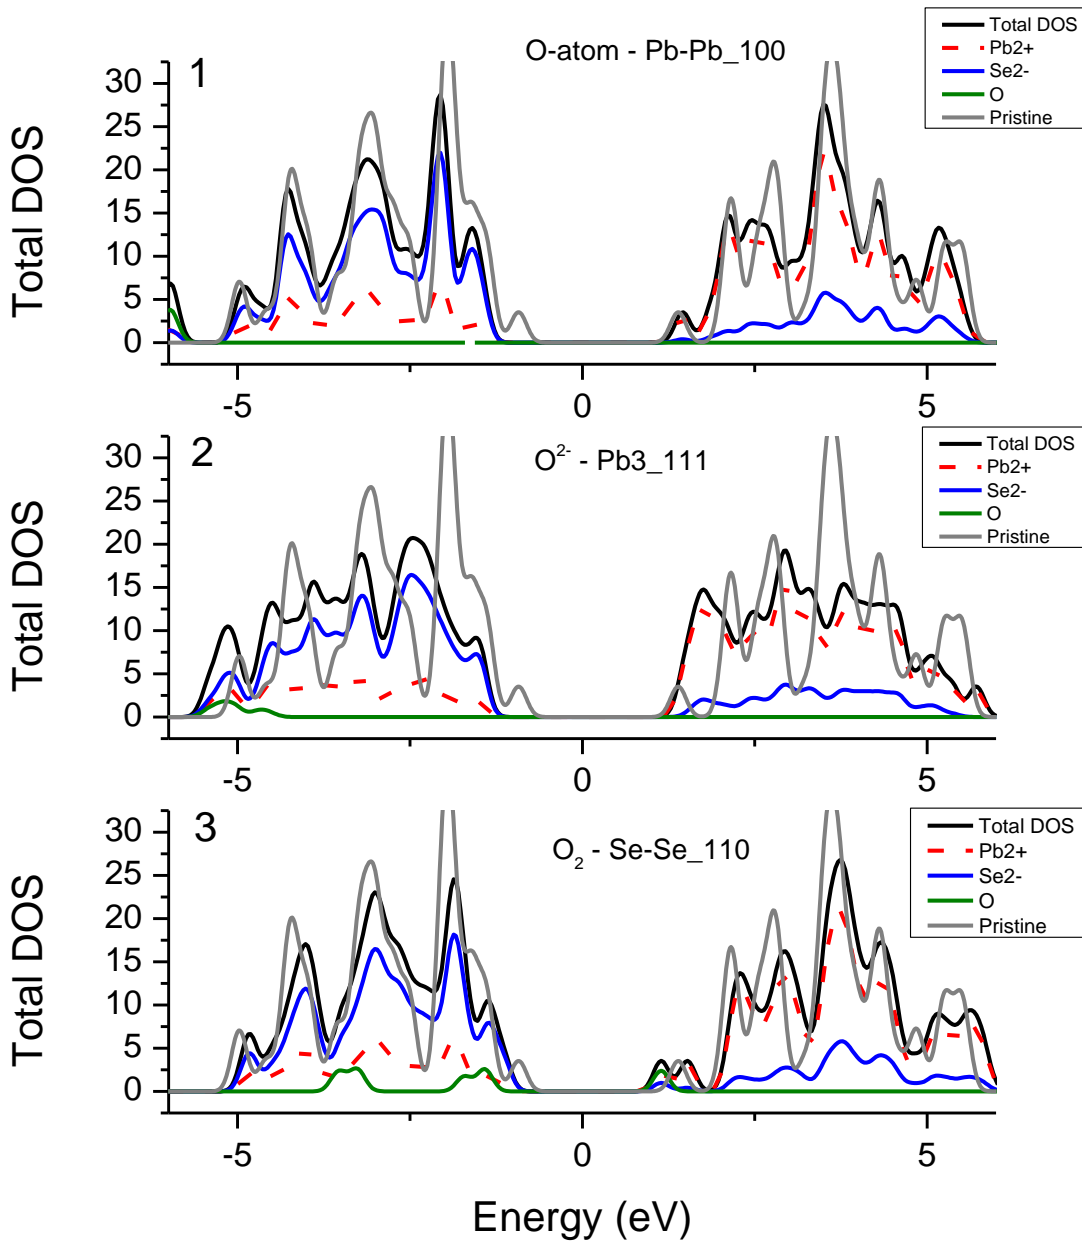 1
O-atom - Pb-Pb_100
Total DOS
Pb2+
Se2-
O
Pristine
Total DOS
30
25
20
15
10
5
0
-5 0 5
2
O²⁻ - Pb3_111
Total DOS
Pb2+
Se2-
O
Pristine
Total DOS
30
25
20
15
10
5
0
-5 0 5
3
O₂ - Se-Se_110
Total DOS
Pb2+
Se2-
O
Pristine
Total DOS
30
25
20
15
10
5
0
-5 0 5
Energy (eV)